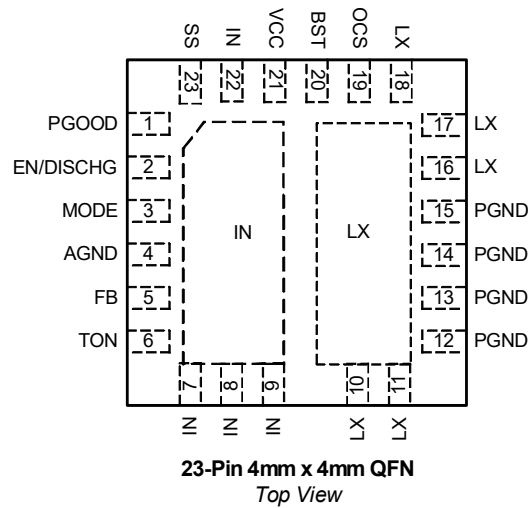 SS IN VCC BST OCS LX
23 22 21 20 19 18
PGOOD 1 17 LX
EN/DISCHG 2 16 LX
MODE 3 15 PGND
IN LX
AGND 4 14 PGND
FB 5 13 PGND
TON 6 12 PGND
7 8 9 10 11
IN IN IN LX LX
23-Pin 4mm x 4mm QFN
Top View